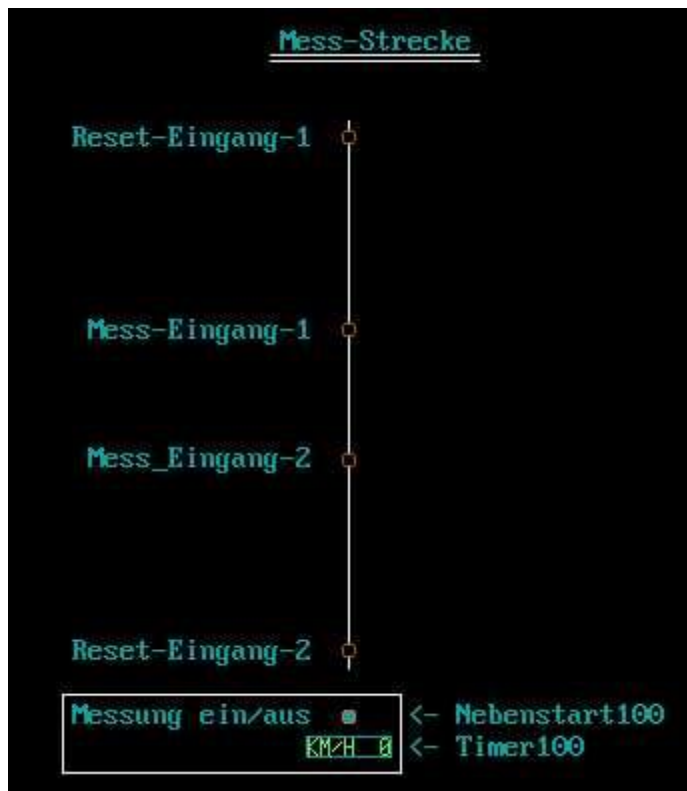 Mess-Strecke
Reset-Eingang-1
Mess-Eingang-1
Mess_Eingang-2
Reset-Eingang-2
Messung ein/aus <- Nebenstart100
KM/H 0 <- Timer100